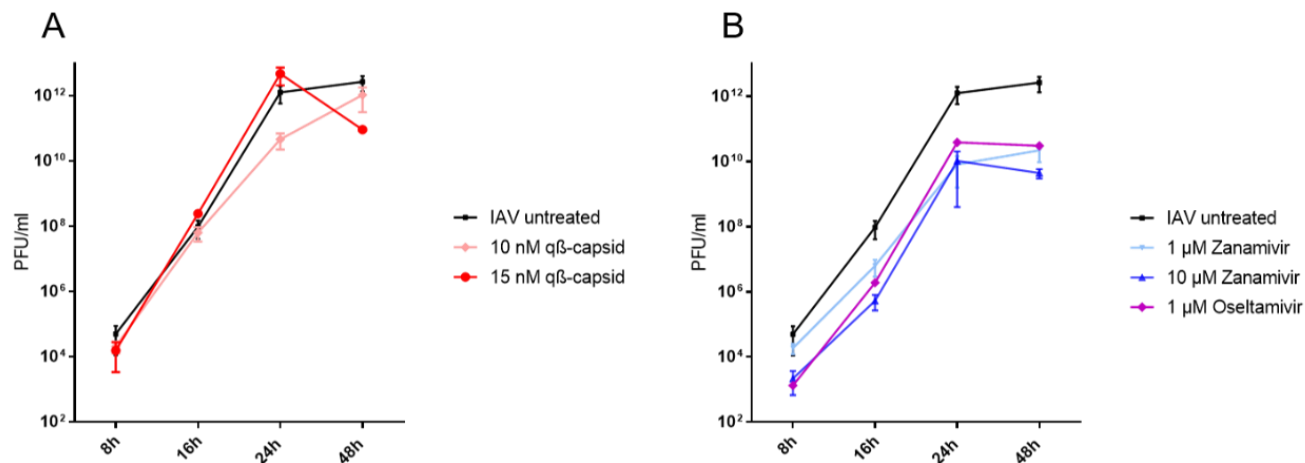 A
PFU/ml
10¹²
10¹⁰
10⁸
10⁶
10⁴
10²
8h
16h
24h
48h
IAV untreated
10 nM qß-capsid
15 nM qß-capsid
B
PFU/ml
10¹²
10¹⁰
10⁸
10⁶
10⁴
10²
8h
16h
24h
48h
IAV untreated
1 µM Zanamivir
10 µM Zanamivir
1 µM Oseltamivir